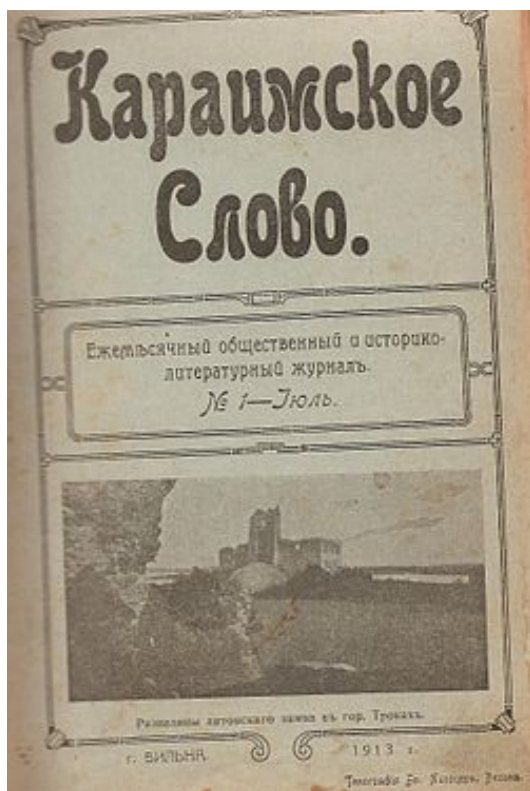 Караимское
Слово.
Ежемѣсячный общественный и историко-
литературный журналъ.
№ 1—Іюль.
Развалины литовскаго замка въ гор. Трокахъ.
г. ВИЛЬНА
1913 г.
Типографія